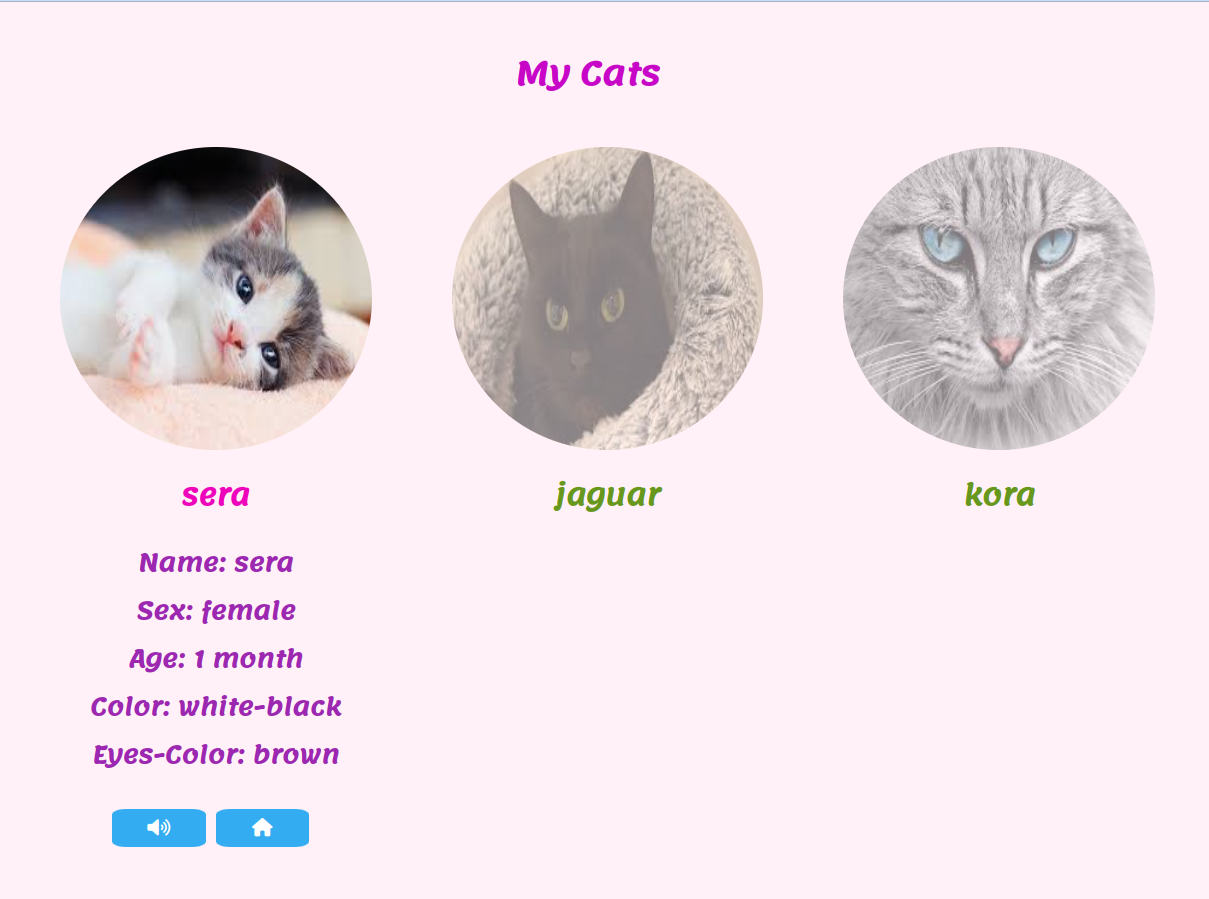 My Cats
sera
jaguar
kora
Name: sera
Sex: female
Age: 1 month
Color: white-black
Eyes-Color: brown